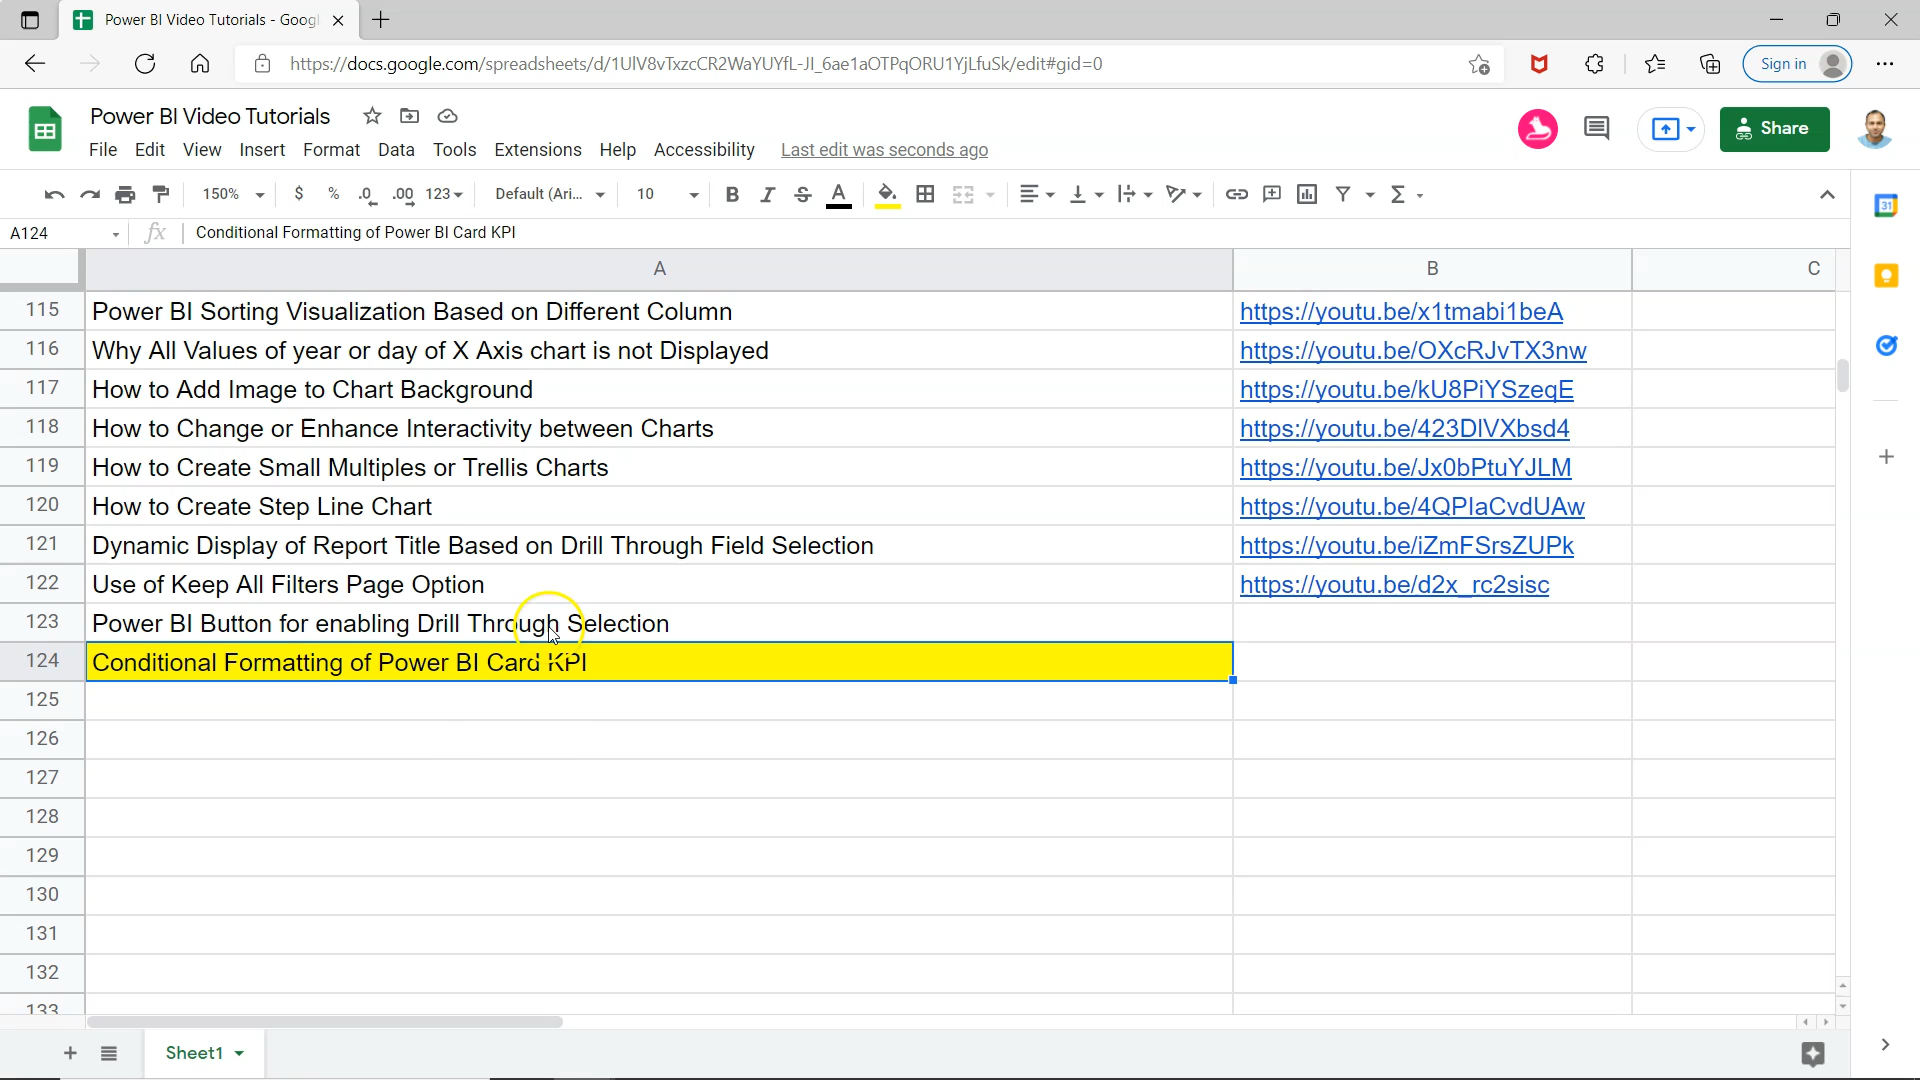 Power BI Video Tutorials - Googl
https://docs.google.com/spreadsheets/d/1UlV8vTxzcCR2WaYUYfL-JI_6ae1aOTPqORU1YjLfuSk/edit#gid=0
Sign in
Power BI Video Tutorials
File Edit View Insert Format Data Tools Extensions Help Accessibility Last edit was seconds ago
Share
150% $ % .0 .00 123 Default (Ari... 10 B I S A Σ
A124 fx Conditional Formatting of Power BI Card KPI
31
A B C
115 Power BI Sorting Visualization Based on Different Column https://youtu.be/x1tmabi1beA
116 Why All Values of year or day of X Axis chart is not Displayed https://youtu.be/OXcRJvTX3nw
117 How to Add Image to Chart Background https://youtu.be/kU8PiYSzeqE
118 How to Change or Enhance Interactivity between Charts https://youtu.be/423DlVXbsd4
119 How to Create Small Multiples or Trellis Charts https://youtu.be/Jx0bPtuYJLM
120 How to Create Step Line Chart https://youtu.be/4QPlaCvdUAw
121 Dynamic Display of Report Title Based on Drill Through Field Selection https://youtu.be/iZmFSrsZUPk
122 Use of Keep All Filters Page Option https://youtu.be/d2x_rc2sisc
123 Power BI Button for enabling Drill Through Selection
124 Conditional Formatting of Power BI Card KPI
125
126
127
128
129
130
131
132
133
Sheet1